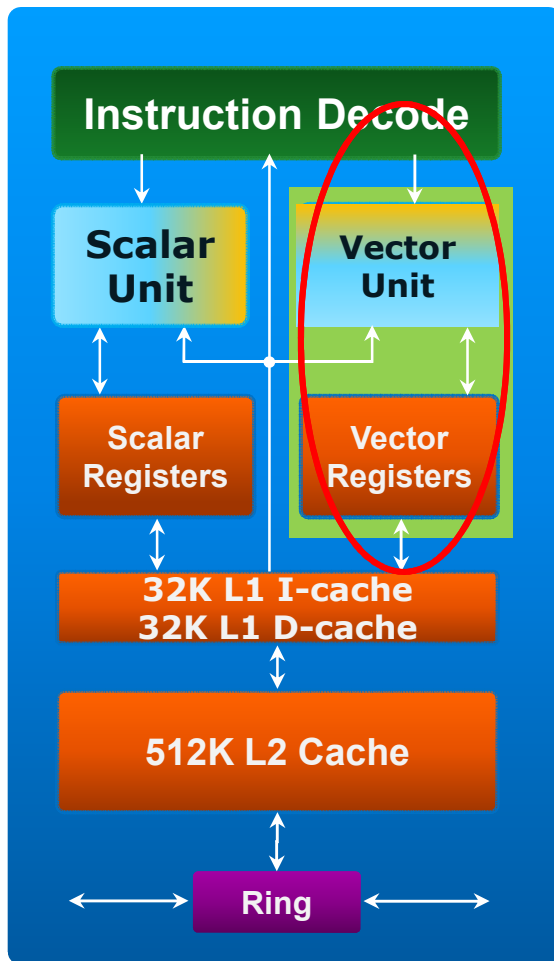 Instruction Decode
Scalar
Unit
Vector
Unit
Scalar
Registers
Vector
Registers
32K L1 I-cache
32K L1 D-cache
512K L2 Cache
Ring